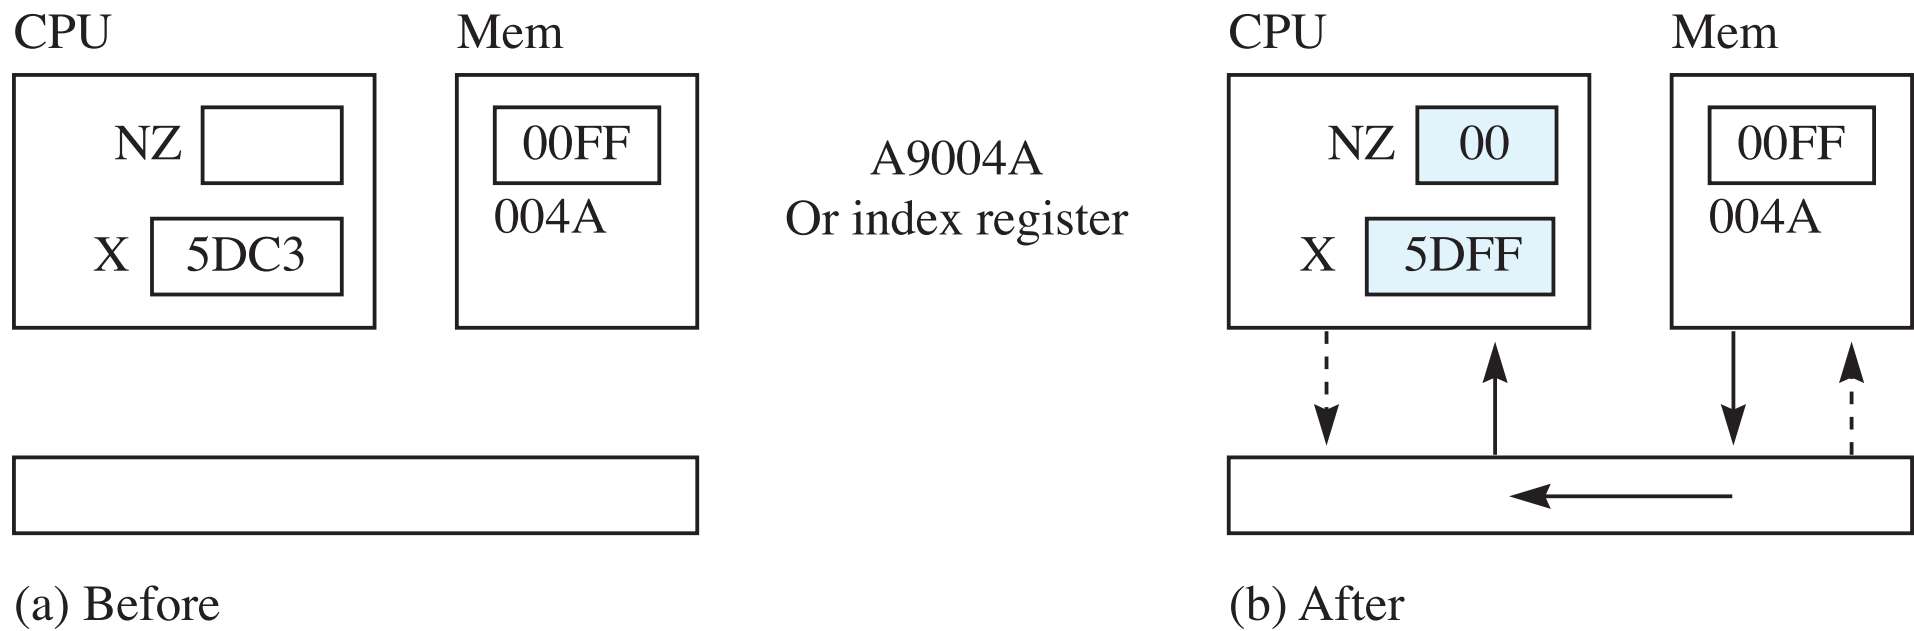 CPU
Mem
NZ
00FF
004A
X 5DC3
A9004A
Or index register
CPU
Mem
NZ 00
00FF
004A
X 5DFF
(a) Before
(b) After